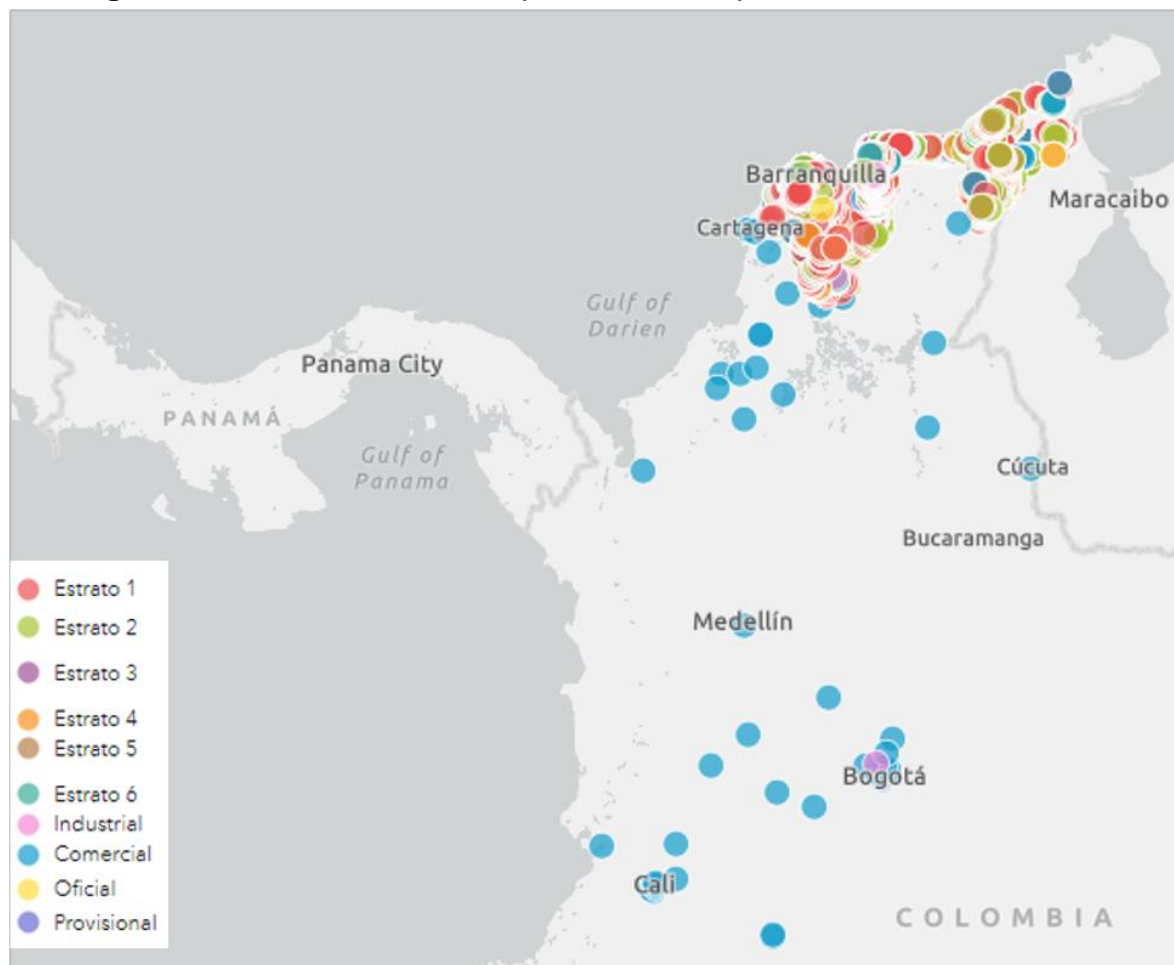 Barranquilla
Maracaibo
Cartagena
Gulf of
Darien
Panama City
PANAMÁ
Gulf of
Panama
Cúcuta
Bucaramanga
Medellín
Bogotá
Cali
COLOMBIA
Estrato 1
Estrato 2
Estrato 3
Estrato 4
Estrato 5
Estrato 6
Industrial
Comercial
Oficial
Provisional